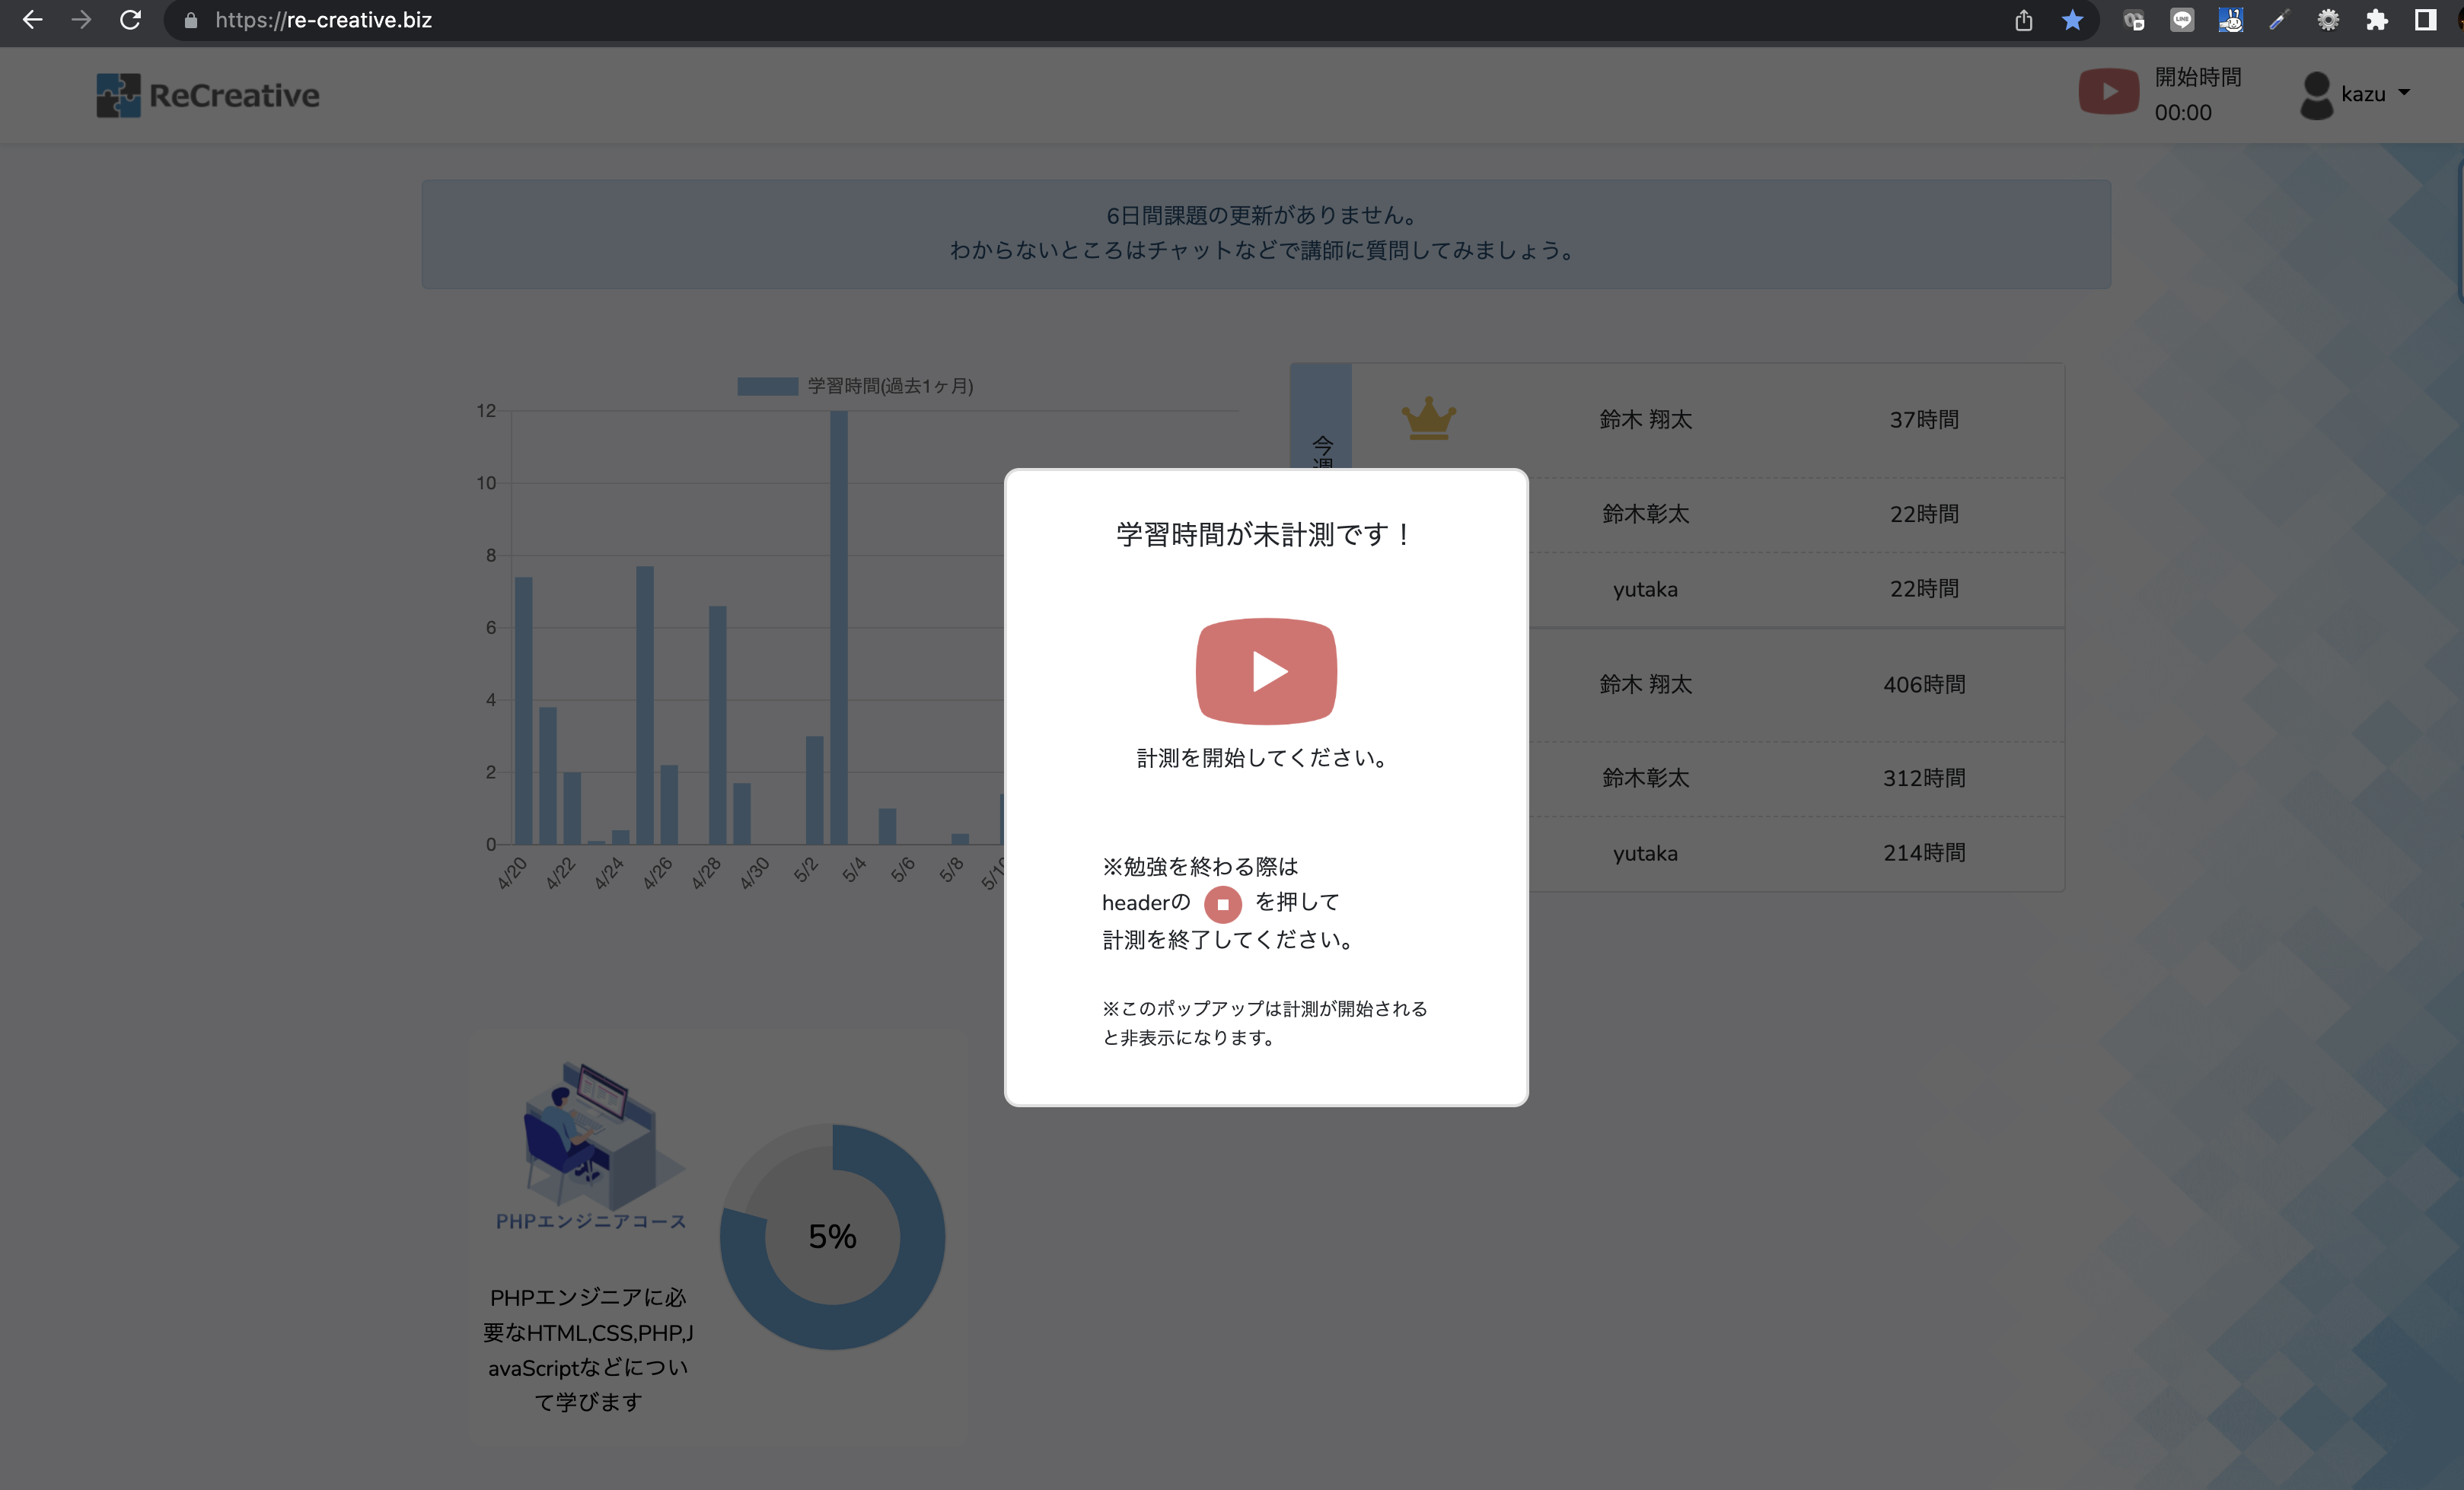 https://re-creative.biz
ReCreative
開始時間
00:00
kazu
6日間課題の更新がありません。
わからないところはチャットなどで講師に質問してみましょう。
学習時間(過去1ヶ月)
12
10
8
6
4
2
0
4/20
4/22
4/24
4/26
4/28
4/30
5/2
5/4
5/6
5/8
今週
鈴木 翔太 37時間
鈴木彰太 22時間
yutaka 22時間
鈴木 翔太 406時間
鈴木彰太 312時間
yutaka 214時間
学習時間が未計測です！
計測を開始してください。
※勉強を終わる際は
headerの を押して
計測を終了してください。
※このポップアップは計測が開始される
と非表示になります。
PHPエンジニアコース
5%
PHPエンジニアに必
要なHTML,CSS,PHP,J
avaScriptなどについ
て学びます